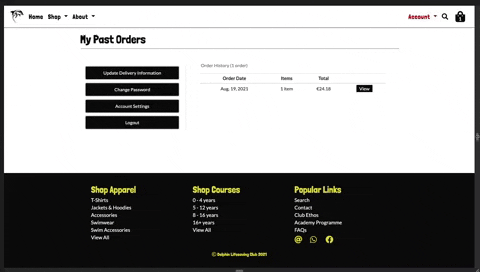 Home Shop About Account
My Past Orders
Update Delivery Information
Change Password
Account Settings
Logout
Order History (1 order)
Order Date Items Total
Aug. 19, 2021 1 item €24.18 View
Shop Apparel
T-Shirts
Jackets & Hoodies
Accessories
Swimwear
Swim Accessories
View All
Shop Courses
0 - 4 years
5 - 12 years
8 - 16 years
16+ years
View All
Popular Links
Search
Contact
Club Ethos
Academy Programme
FAQs
© Dolphin Lifesaving Club 2021